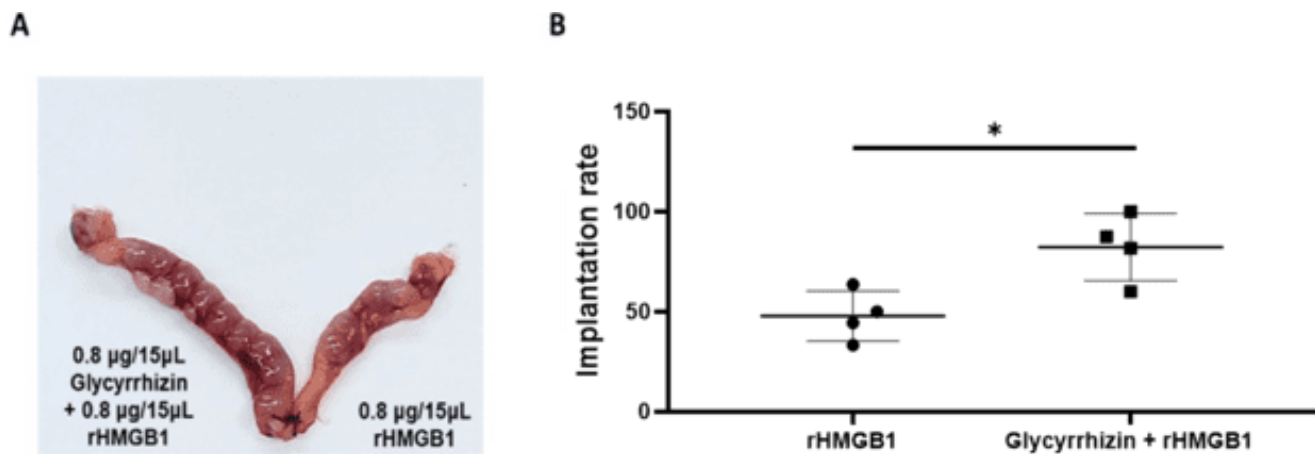 A
0.8 µg/15µL
Glycyrrhizin
+ 0.8 µg/15µL
rHMGB1
0.8 µg/15µL
rHMGB1
B
Implantation rate
150
100
50
0
*
rHMGB1
Glycyrrhizin + rHMGB1